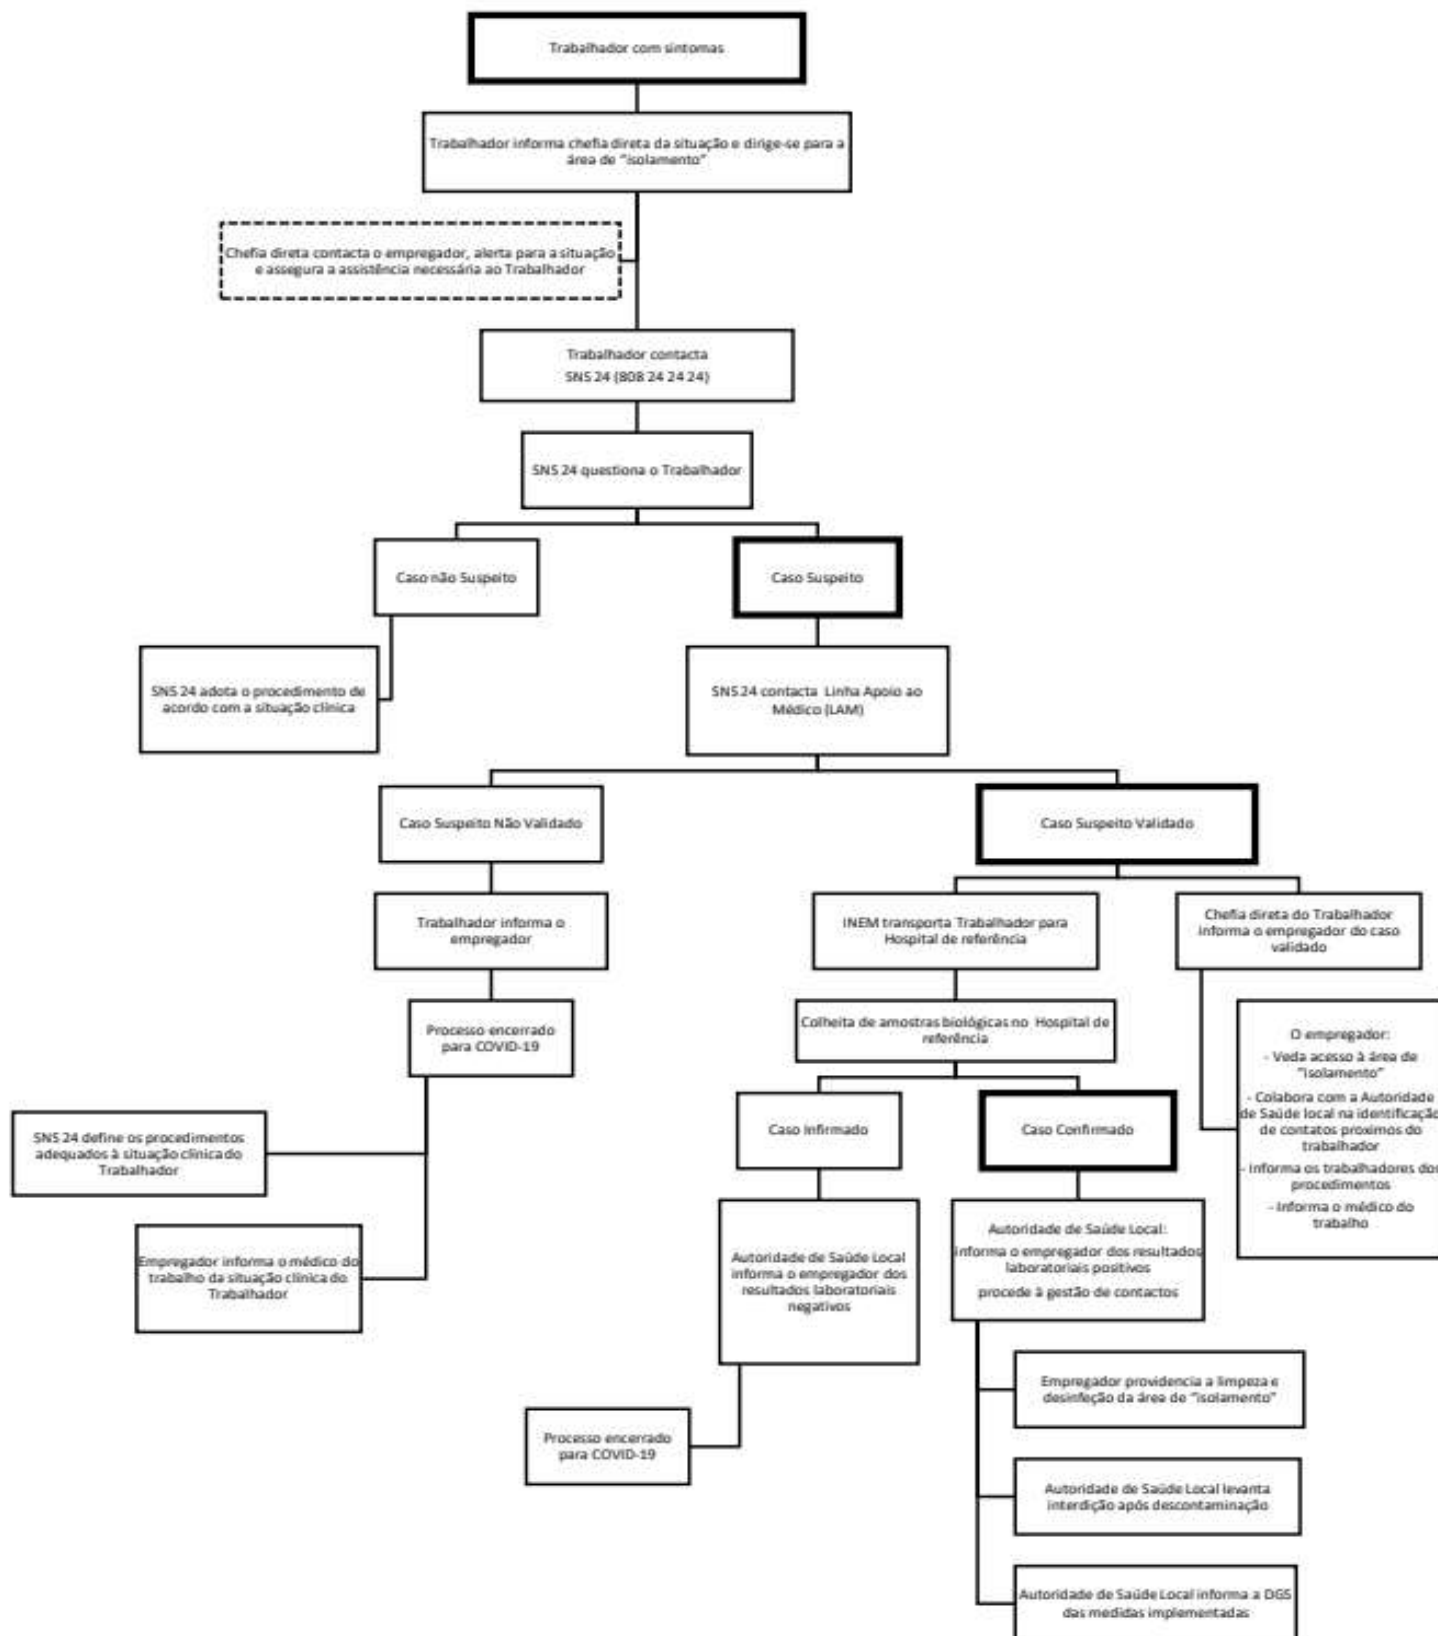 Trabalhador com sintomas
Trabalhador informa chefia direta da situação e dirige-se para a
área de "isolamento"
Chefia direta contacta o empregador, alerta para a situação
e assegura a assistência necessária ao Trabalhador
Trabalhador contacta
SNS 24 (808 24 24 24)
SNS 24 questiona o Trabalhador
Caso não Suspeito
Caso Suspeito
SNS 24 adota o procedimento de
acordo com a situação clínica
SNS 24 contacta Linha Apoio ao
Médico (LAM)
Caso Suspeito Não Validado
Caso Suspeito Validado
Trabalhador informa o
empregador
INEM transporta Trabalhador para
Hospital de referência
Chefia direta do Trabalhador
informa o empregador do caso
validado
Processo encerrado
para COVID-19
Colheita de amostras biológicas no Hospital de
referência
O empregador:
- Veda acesso à área de
"isolamento"
- Colabora com a Autoridade
de Saúde local na identificação
de contatos proximos do
trabalhador
- Informa os trabalhadores dos
procedimentos
- Informa o médico do
trabalho
SNS 24 define os procedimentos
adequados à situação clínica do
Trabalhador
Caso Infirmado
Caso Confirmado
Empregador informa o médico do
trabalho da situação clínica do
Trabalhador
Autoridade de Saúde Local
informa o empregador dos
resultados laboratoriais
negativos
Autoridade de Saúde Local:
informa o empregador dos resultados
laboratoriais positivos
procede à gestão de contactos
Processo encerrado
para COVID-19
Empregador providencia a limpeza e
desinfeção da área de "isolamento"
Autoridade de Saúde Local levanta
interdição após descontaminação
Autoridade de Saúde Local informa a DGS
das medidas implementadas